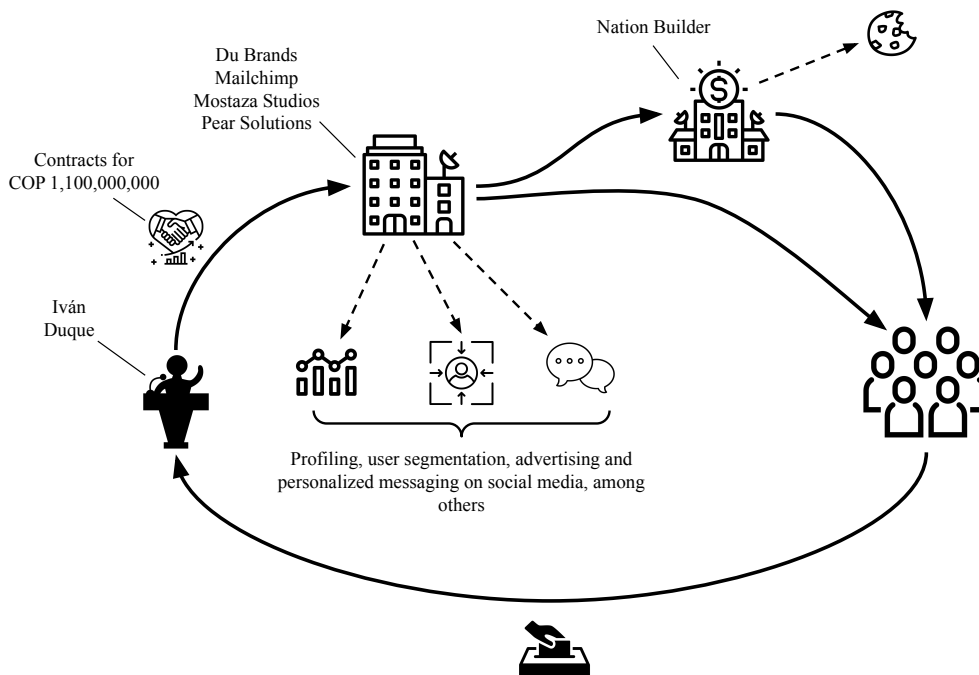 Nation Builder
Du Brands
Mailchimp
Mostaza Studios
Pear Solutions
Contracts for
COP 1,100,000,000
Iván
Duque
$
Profiling, user segmentation, advertising and
personalized messaging on social media, among
others